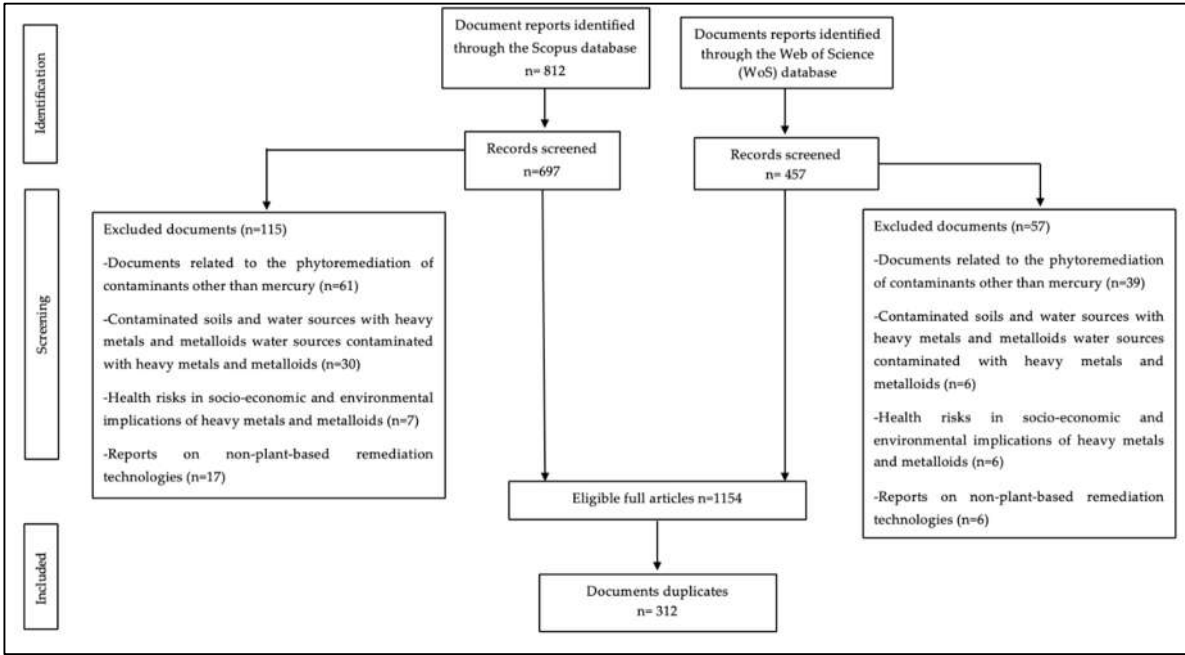 Identification
Document reports identified
through the Scopus database
n= 812
Documents reports identified
through the Web of Science
(WoS) database
Records screened
n=697
Records screened
n= 457
Screening
Excluded documents (n=115)
-Documents related to the phytoremediation of
contaminants other than mercury (n=61)
-Contaminated soils and water sources with heavy
metals and metalloids water sources contaminated
with heavy metals and metalloids (n=30)
-Health risks in socio-economic and environmental
implications of heavy metals and metalloids (n=7)
-Reports on non-plant-based remediation
technologies (n=17)
Excluded documents (n=57)
-Documents related to the phytoremediation
of contaminants other than mercury (n=39)
-Contaminated soils and water sources with
heavy metals and metalloids water sources
contaminated with heavy metals and
metalloids (n=6)
-Health risks in socio-economic and
environmental implications of heavy metals
and metalloids (n=6)
-Reports on non-plant-based remediation
technologies (n=6)
Eligible full articles n=1154
Included
Documents duplicates
n= 312